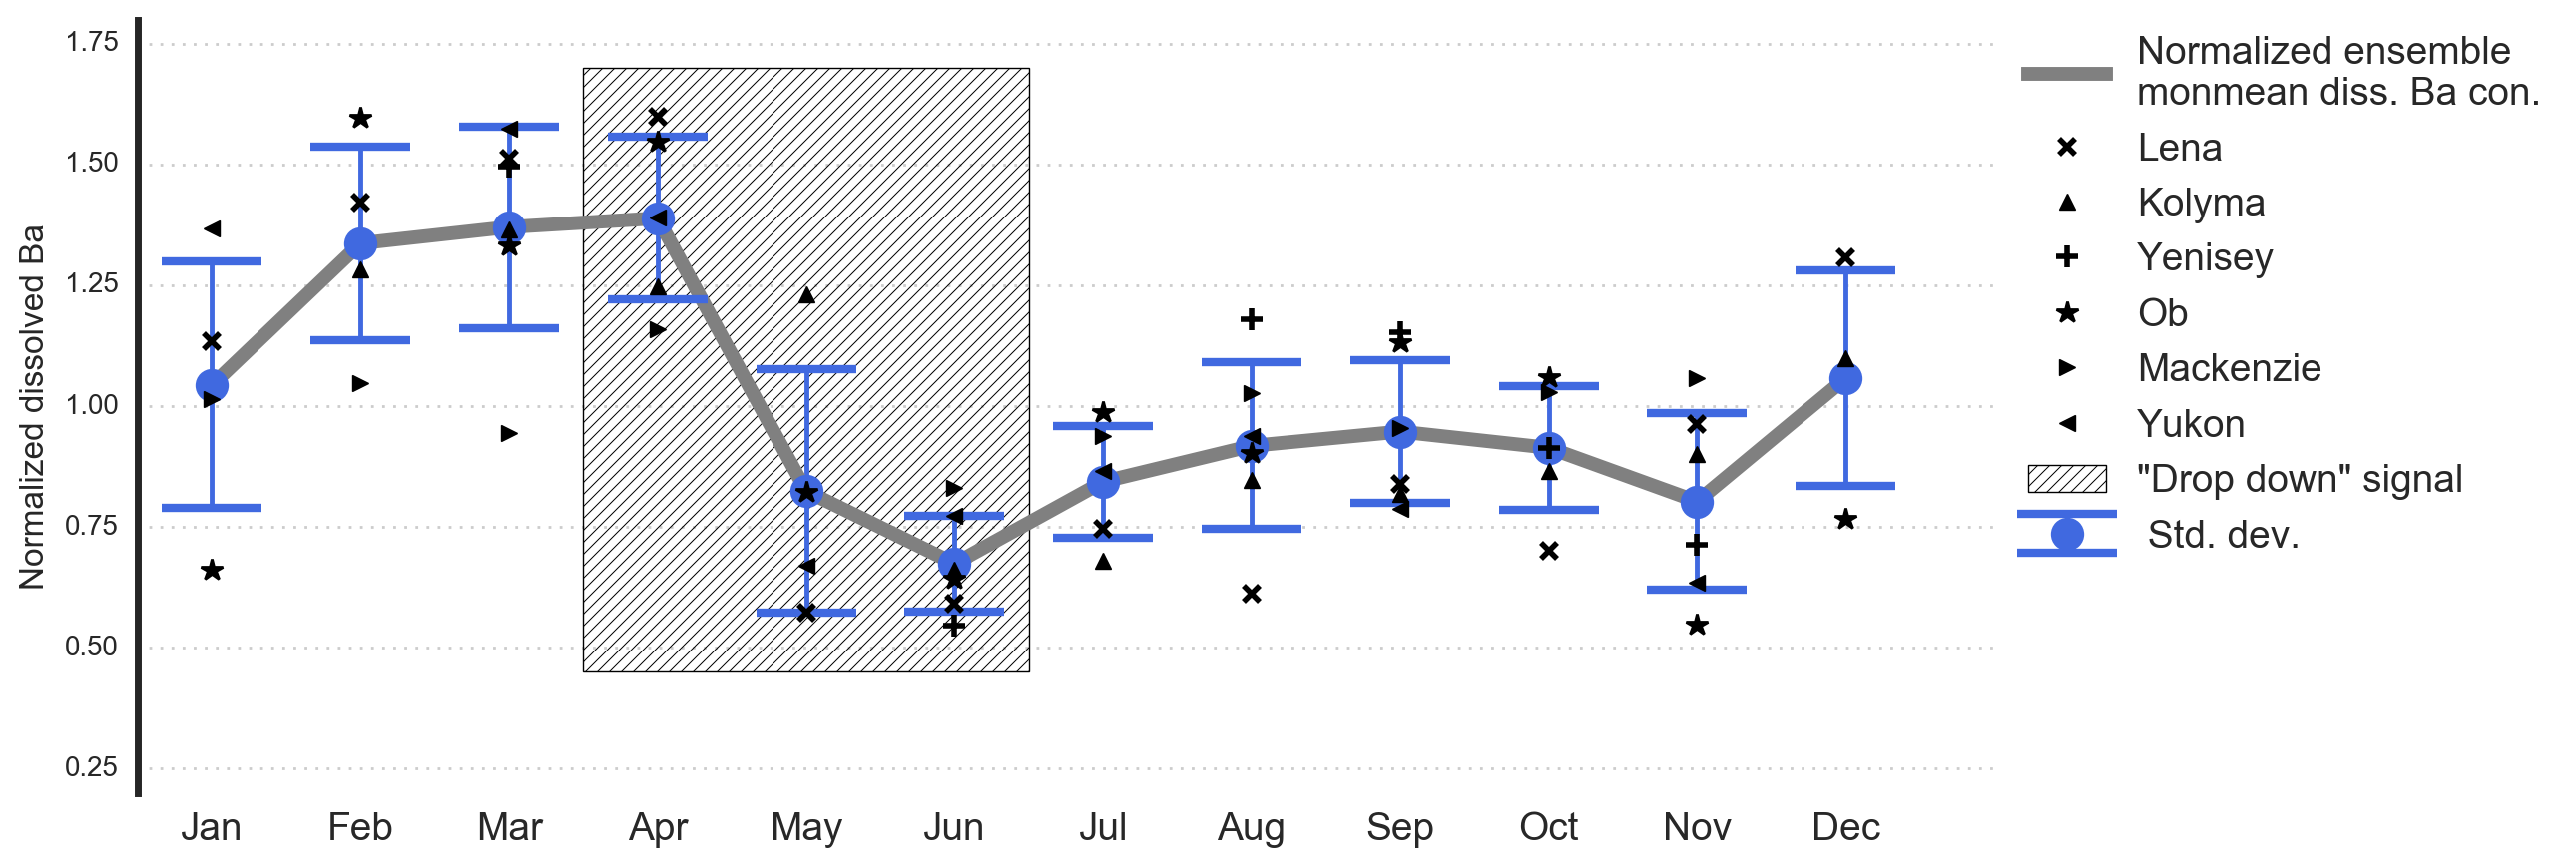 Normalized dissolved Ba
1.75
1.50
1.25
1.00
0.75
0.50
0.25
Jan Feb Mar Apr May Jun Jul Aug Sep Oct Nov Dec
Normalized ensemble
monmean diss. Ba con.
Lena
Kolyma
Yenisey
Ob
Mackenzie
Yukon
"Drop down" signal
Std. dev.